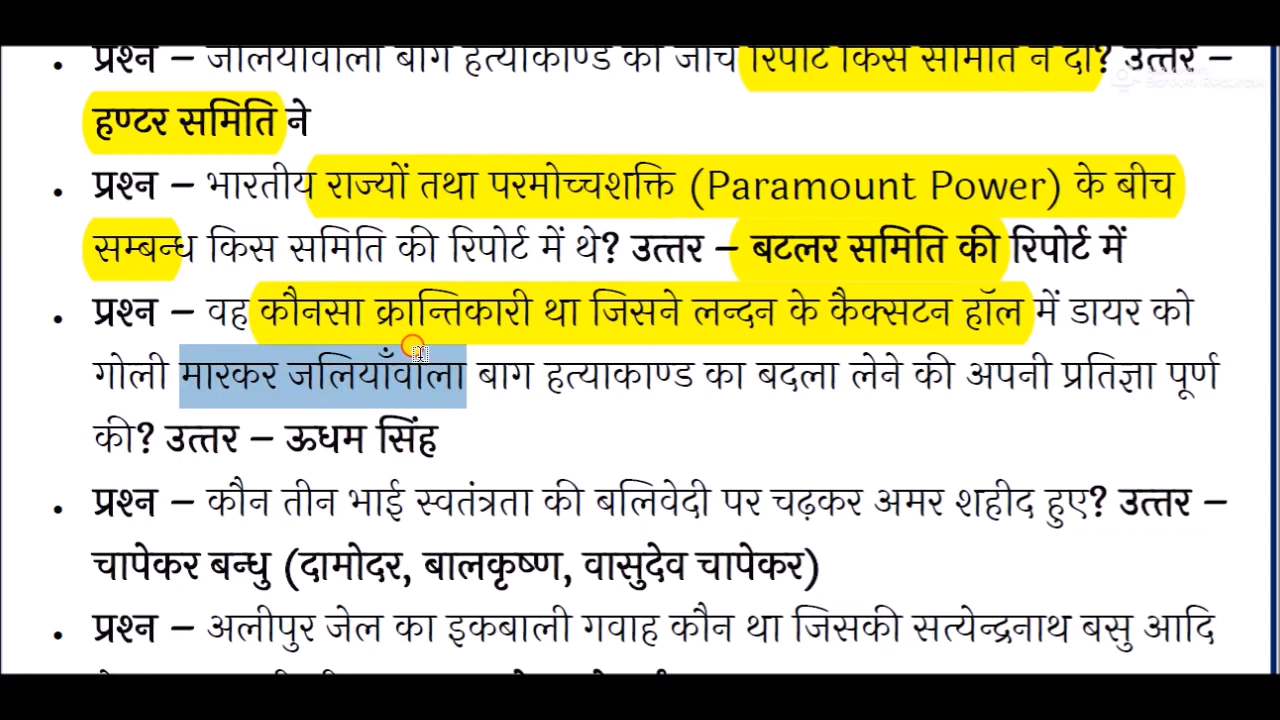 • प्रश्न – जलियांवाला बाग हत्याकाण्ड की जांच रिपोर्ट किस समिति ने दी? उत्तर –
हण्टर समिति ने
• प्रश्न – भारतीय राज्यों तथा परमोच्चशक्ति (Paramount Power) के बीच
सम्बन्ध किस समिति की रिपोर्ट में थे? उत्तर – बटलर समिति की रिपोर्ट में
• प्रश्न – वह कौनसा क्रान्तिकारी था जिसने लन्दन के कैक्सटन हॉल में डायर को
गोली मारकर जलियाँवाला बाग हत्याकाण्ड का बदला लेने की अपनी प्रतिज्ञा पूर्ण
की? उत्तर – ऊधम सिंह
• प्रश्न – कौन तीन भाई स्वतंत्रता की बलिवेदी पर चढ़कर अमर शहीद हुए? उत्तर –
चापेकर बन्धु (दामोदर, बालकृष्ण, वासुदेव चापेकर)
• प्रश्न – अलीपुर जेल का इकबाली गवाह कौन था जिसकी सत्येन्द्रनाथ बसु आदि